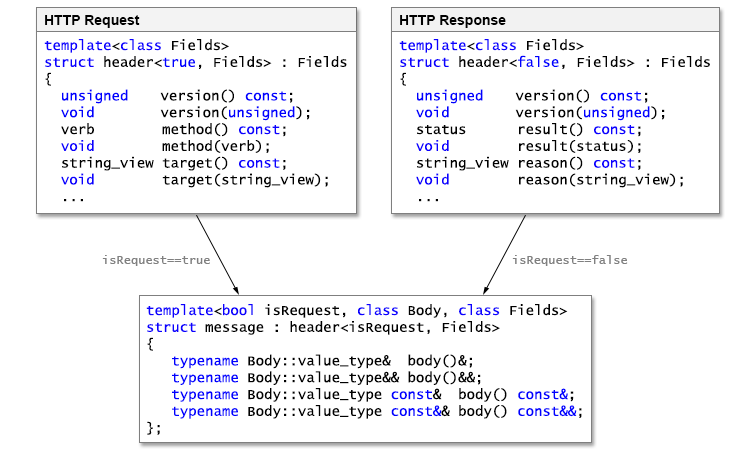 HTTP Request
template<class Fields>
struct header<true, Fields> : Fields
{
  unsigned    version() const;
  void        version(unsigned);
  verb        method() const;
  void        method(verb);
  string_view target() const;
  void        target(string_view);
  ...
HTTP Response
template<class Fields>
struct header<false, Fields> : Fields
{
  unsigned    version() const;
  void        version(unsigned);
  status      result() const;
  void        result(status);
  string_view reason() const;
  void        reason(string_view);
  ...
isRequest==true
isRequest==false
template<bool isRequest, class Body, class Fields>
struct message : header<isRequest, Fields>
{
   typename Body::value_type&  body()&;
   typename Body::value_type&& body()&&;
   typename Body::value_type const&  body() const&;
   typename Body::value_type const&& body() const&&;
};